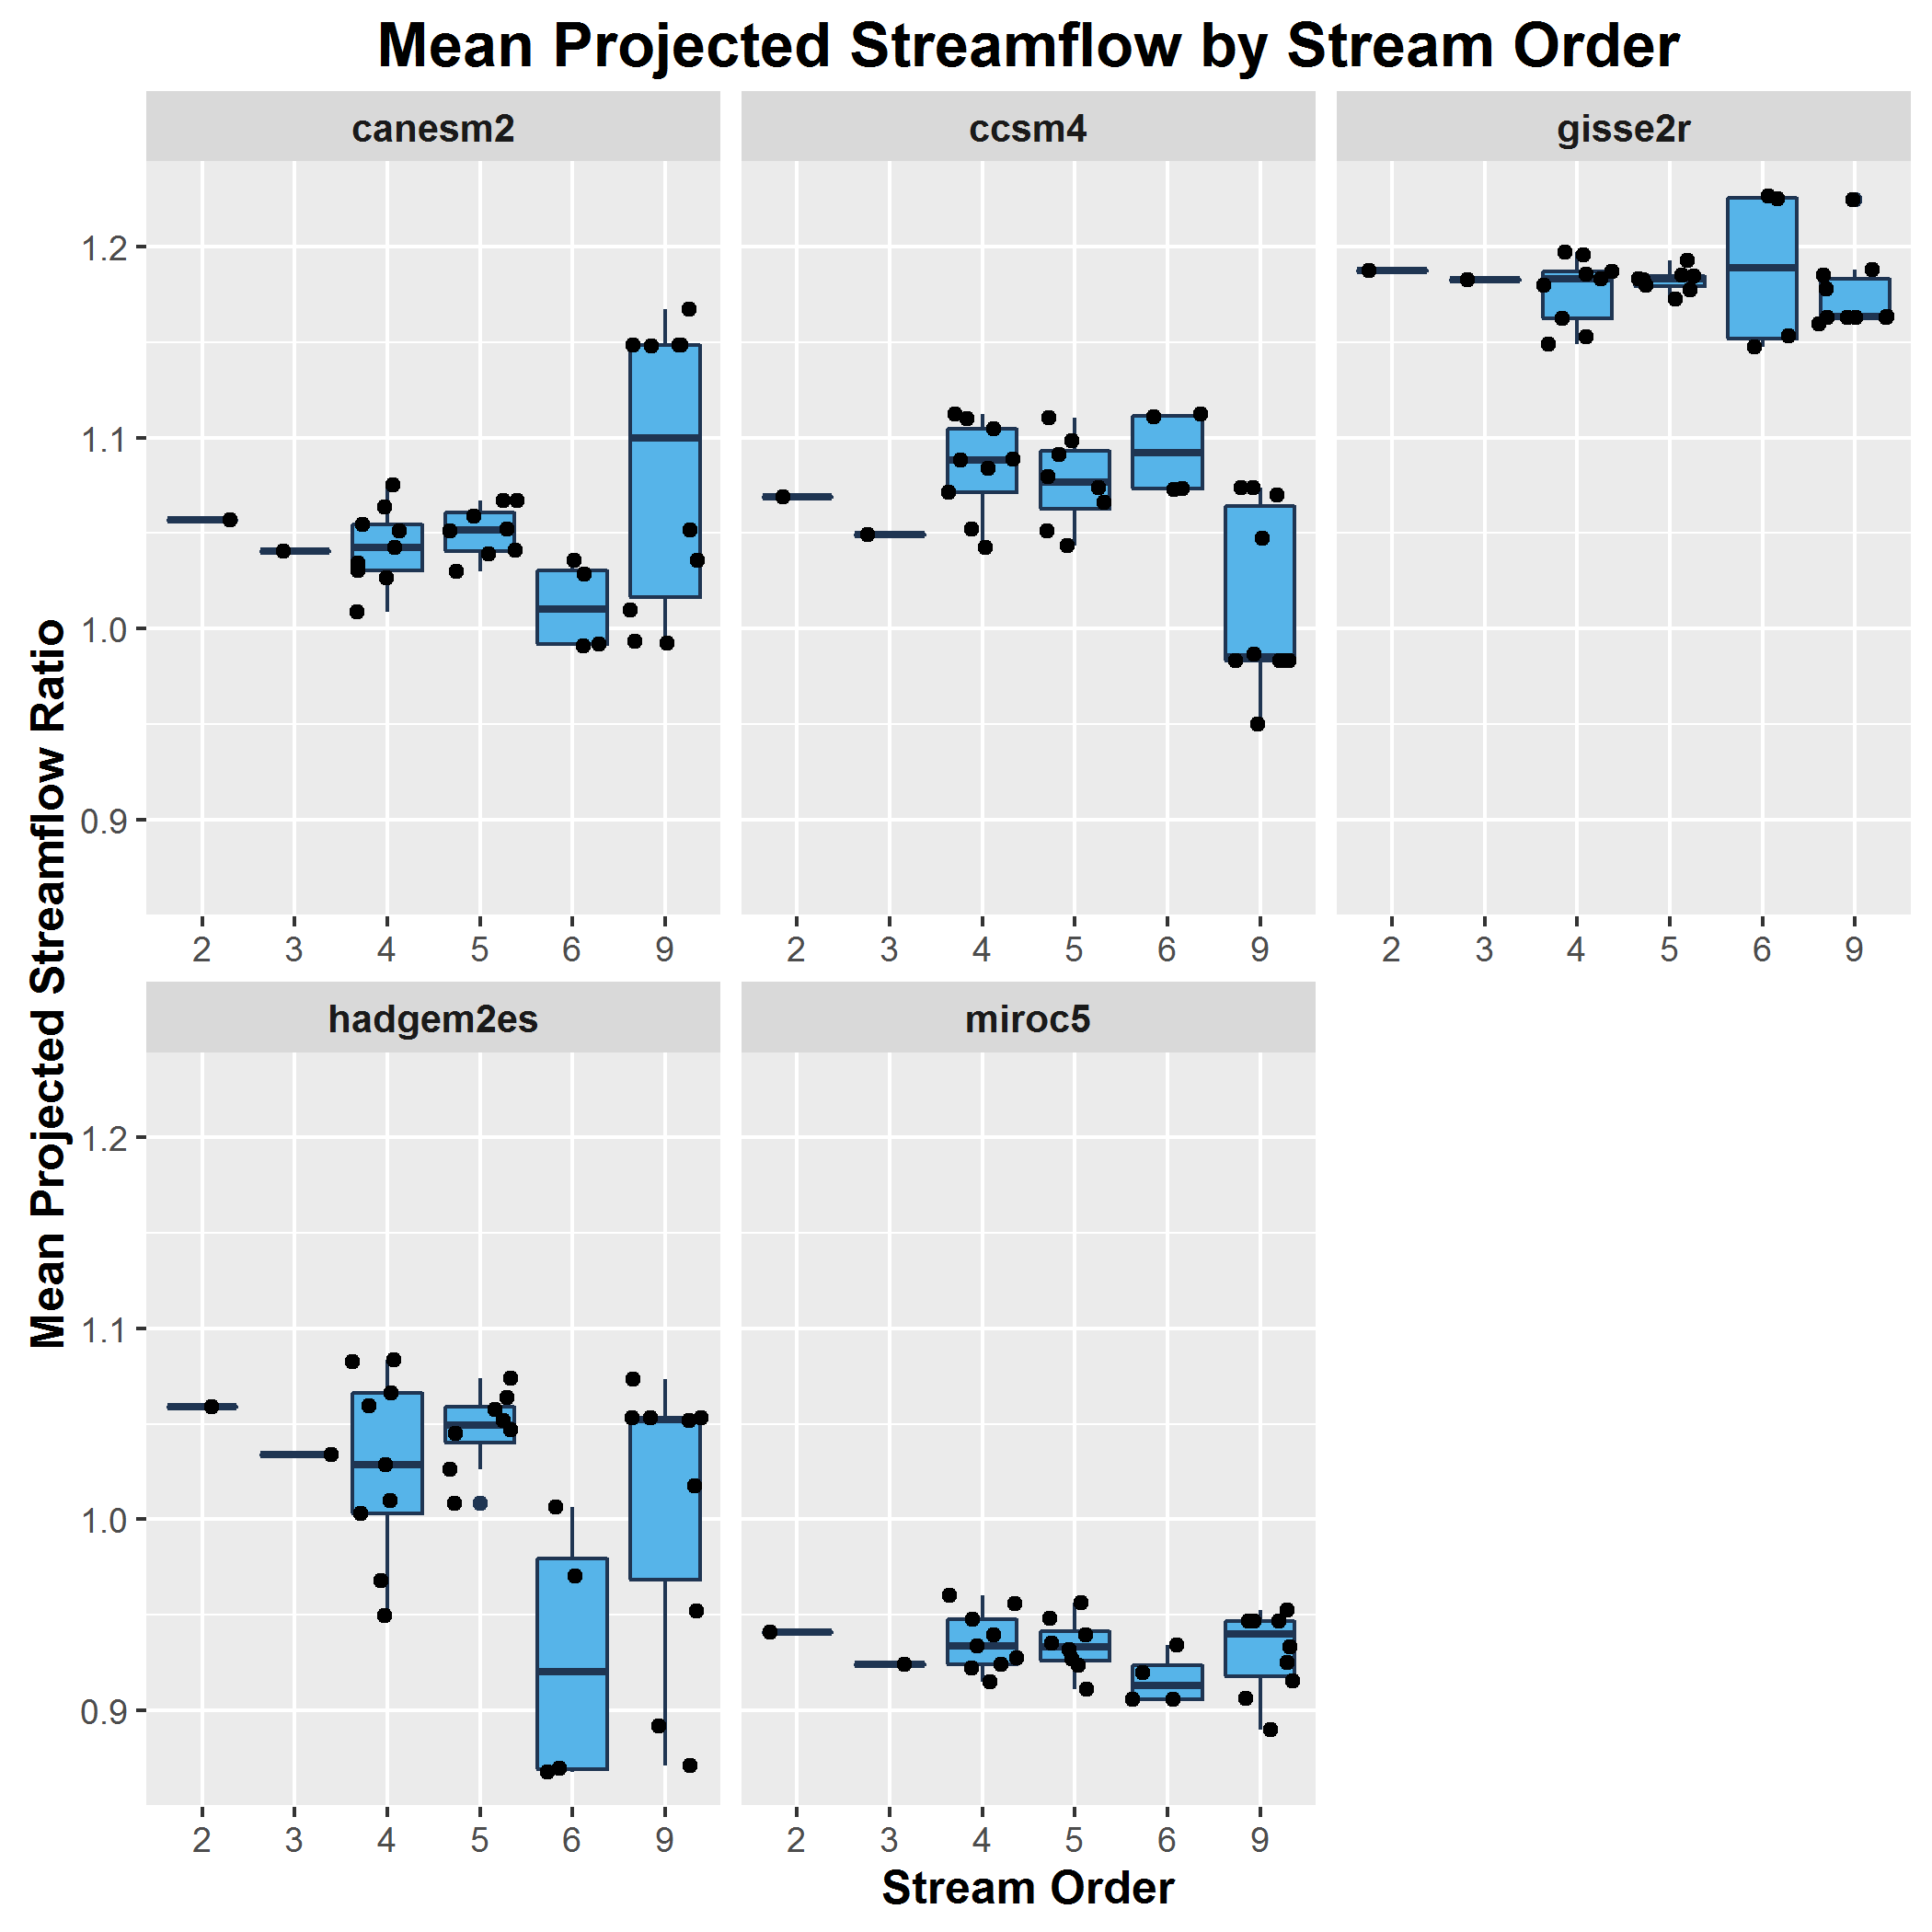 Mean Projected Streamflow by Stream Order
canesm2 ccsm4 gisse2r
Mean Projected Streamflow Ratio
1.2
1.1
1.0
0.9
2 3 4 5 6 9 2 3 4 5 6 9 2 3 4 5 6 9
hadgem2es miroc5
1.2
1.1
1.0
0.9
2 3 4 5 6 9 2 3 4 5 6 9
Stream Order